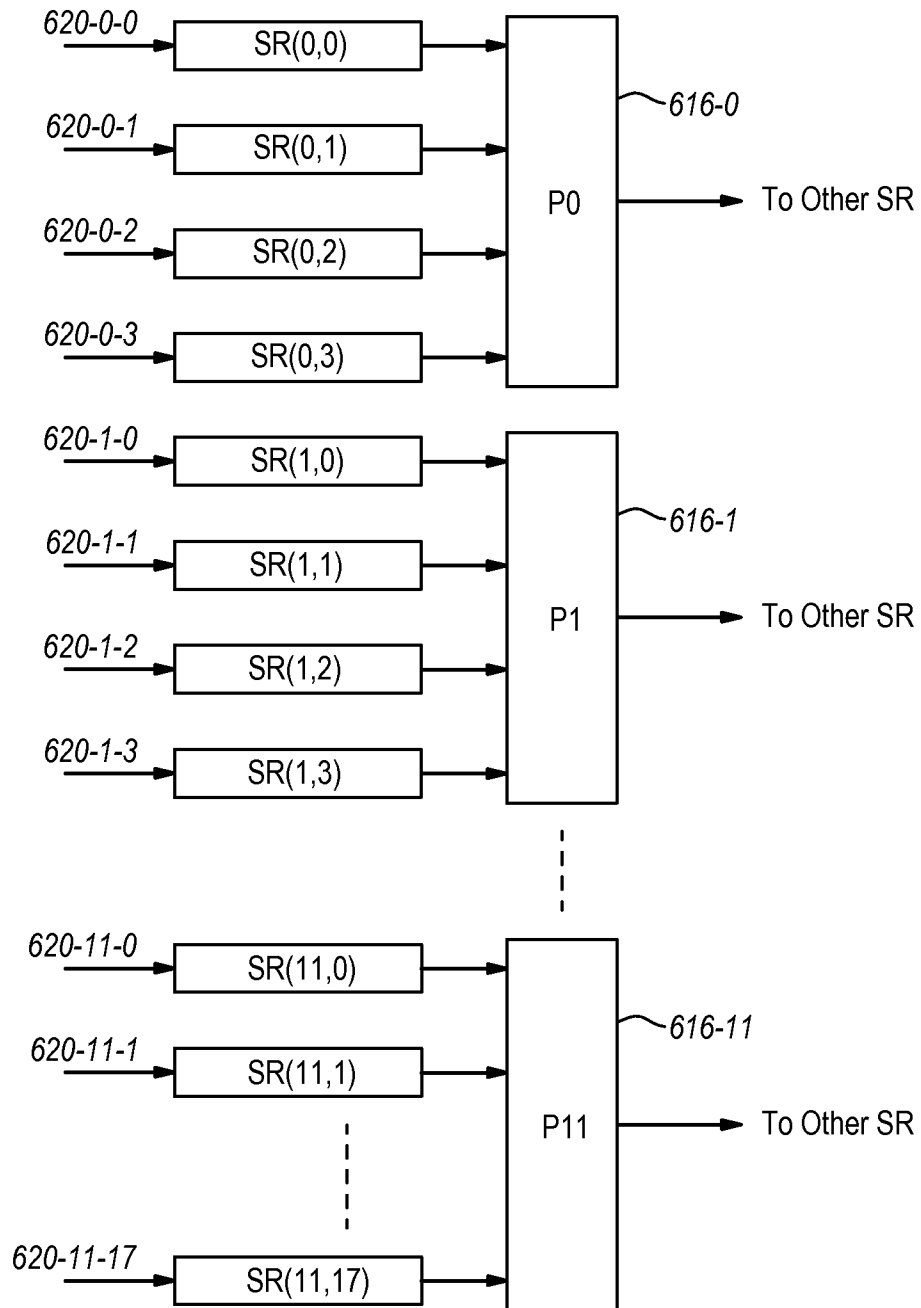 620-0-0
SR(0,0)
616-0
620-0-1
SR(0,1)
P0
To Other SR
620-0-2
SR(0,2)
620-0-3
SR(0,3)
620-1-0
SR(1,0)
616-1
620-1-1
SR(1,1)
P1
To Other SR
620-1-2
SR(1,2)
620-1-3
SR(1,3)
620-11-0
SR(11,0)
616-11
620-11-1
SR(11,1)
P11
To Other SR
620-11-17
SR(11,17)